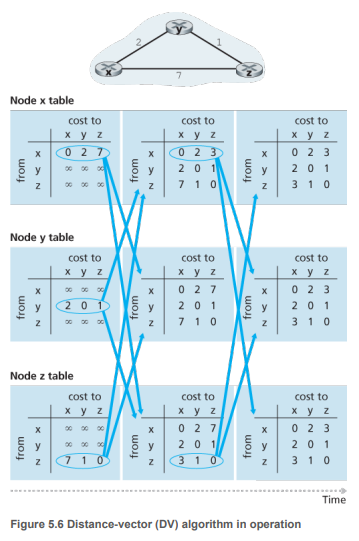 y
2 1
x 7 z
Node x table
cost to cost to cost to
x y z x y z x y z
from x 0 2 7 from x 0 2 3 from x 0 2 3
y ∞ ∞ ∞ y 2 0 1 y 2 0 1
z ∞ ∞ ∞ z 7 1 0 z 3 1 0
Node y table
cost to cost to cost to
x y z x y z x y z
from x ∞ ∞ ∞ from x 0 2 7 from x 0 2 3
y 2 0 1 y 2 0 1 y 2 0 1
z ∞ ∞ ∞ z 7 1 0 z 3 1 0
Node z table
cost to cost to cost to
x y z x y z x y z
from x ∞ ∞ ∞ from x 0 2 7 from x 0 2 3
y ∞ ∞ ∞ y 2 0 1 y 2 0 1
z 7 1 0 z 3 1 0 z 3 1 0
Time
Figure 5.6 Distance-vector (DV) algorithm in operation